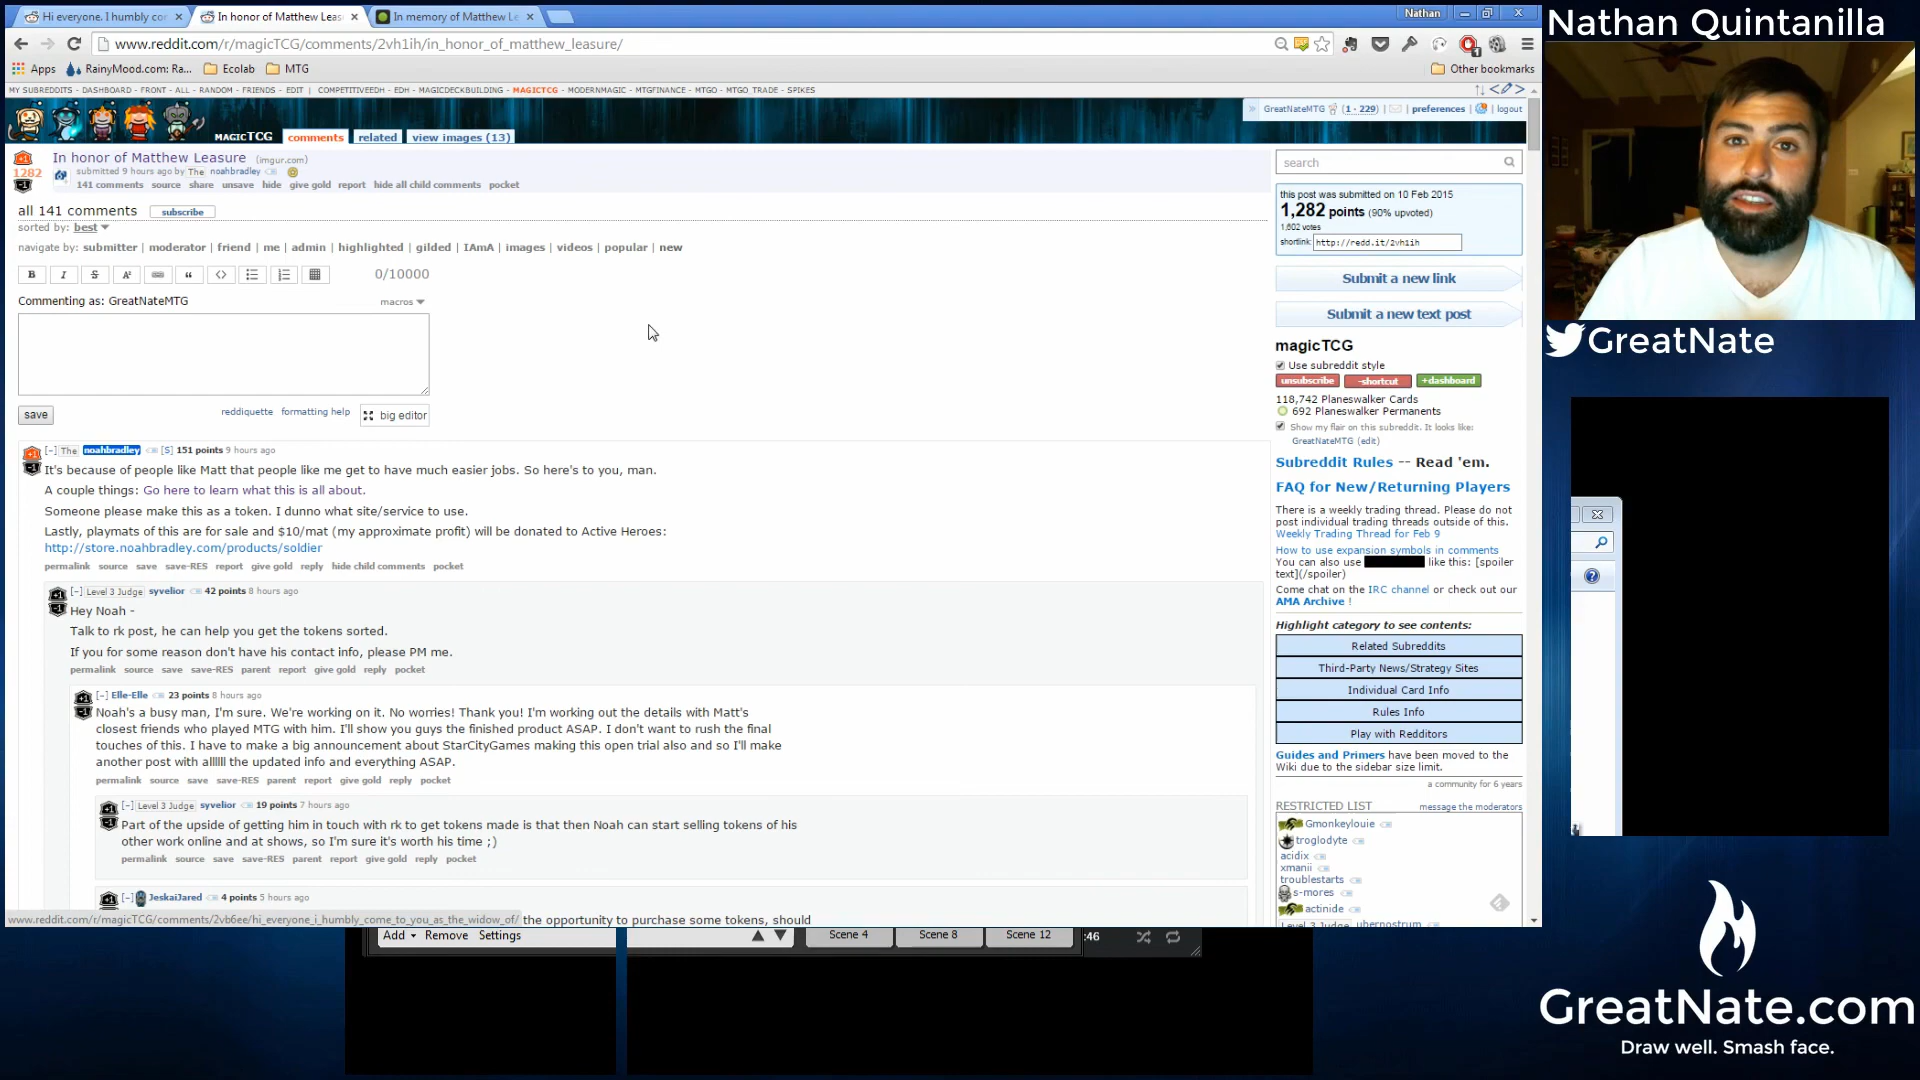 Hi everyone. I humbly cor
In honor of Matthew Leas
In memory of Matthew Le
Nathan
www.reddit.com/r/magicTCG/comments/2vh1ih/in_honor_of_matthew_leasure/
Apps
RainyMood.com: Ra...
Ecolab
MTG
Other bookmarks
MY SUBREDDITS - DASHBOARD - FRONT - ALL - RANDOM - FRIENDS - EDIT | COMPETITIVEEDH - EDH - MAGICDECKBUILDING - MAGICTCG - MODERNMAGIC - MTGFINANCE - MTGO - MTGO_TRADE - SPIKES
MAGICTCG comments related view images (13)
GreatNateMTG (1 · 229) | preferences | logout
+1
1282
-1
In honor of Matthew Leasure (imgur.com)
submitted 9 hours ago by The noahbradley
141 comments source share unsave hide give gold report hide all child comments pocket
all 141 comments subscribe
sorted by: best
navigate by: submitter | moderator | friend | me | admin | highlighted | gilded | IAmA | images | videos | popular | new
B I S 0/10000
Commenting as: GreatNateMTG macros
save
reddiquette formatting help big editor
[–] The noahbradley [S] 151 points 9 hours ago
It's because of people like Matt that people like me get to have much easier jobs. So here's to you, man.
A couple things: Go here to learn what this is all about.
Someone please make this as a token. I dunno what site/service to use.
Lastly, playmats of this are for sale and $10/mat (my approximate profit) will be donated to Active Heroes:
http://store.noahbradley.com/products/soldier
permalink source save save-RES report give gold reply hide child comments pocket
[–] Level 3 Judge syvelior 42 points 8 hours ago
Hey Noah -
Talk to rk post, he can help you get the tokens sorted.
If you for some reason don't have his contact info, please PM me.
permalink source save save-RES parent report give gold reply pocket
[–] Elle-Elle 23 points 8 hours ago
Noah's a busy man, I'm sure. We're working on it. No worries! Thank you! I'm working out the details with Matt's
closest friends who played MTG with him. I'll show you guys the finished product ASAP. I don't want to rush the final
touches of this. I have to make a big announcement about StarCityGames making this open trial also and so I'll make
another post with allllll the updated info and everything ASAP.
permalink source save save-RES parent report give gold reply pocket
[–] Level 3 Judge syvelior 19 points 7 hours ago
Part of the upside of getting him in touch with rk to get tokens made is that then Noah can start selling tokens of his
other work online and at shows, so I'm sure it's worth his time ;)
permalink source save save-RES parent report give gold reply pocket
[–] JeskaiJared 4 points 5 hours ago
www.reddit.com/r/magicTCG/comments/2vb6ee/hi_everyone_i_humbly_come_to_you_as_the_widow_of/ the opportunity to purchase some tokens, should
search
this post was submitted on 10 Feb 2015
1,282 points (90% upvoted)
1,602 votes
shortlink: http://redd.it/2vh1ih
Submit a new link
Submit a new text post
magicTCG
Use subreddit style
unsubscribe -shortcut +dashboard
118,742 Planeswalker Cards
692 Planeswalker Permanents
Show my flair on this subreddit. It looks like:
GreatNateMTG (edit)
Subreddit Rules -- Read 'em.
FAQ for New/Returning Players
There is a weekly trading thread. Please do not
post individual trading threads outside of this.
Weekly Trading Thread for Feb 9
How to use expansion symbols in comments
You can also use like this: [spoiler
text](/spoiler)
Come chat on the IRC channel or check out our
AMA Archive !
Highlight category to see contents:
Related Subreddits
Third-Party News/Strategy Sites
Individual Card Info
Rules Info
Play with Redditors
Guides and Primers have been moved to the
Wiki due to the sidebar size limit.
a community for 6 years
RESTRICTED LIST message the moderators
Gmonkeylouie
troglodyte
acidix
xmanii
troublestarts
s-mores
actinide
Level 3 Judge ubernostrum
Add Remove Settings
Scene 4 Scene 8 Scene 12 :46
Nathan Quintanilla
GreatNate
GreatNate.com
Draw well. Smash face.